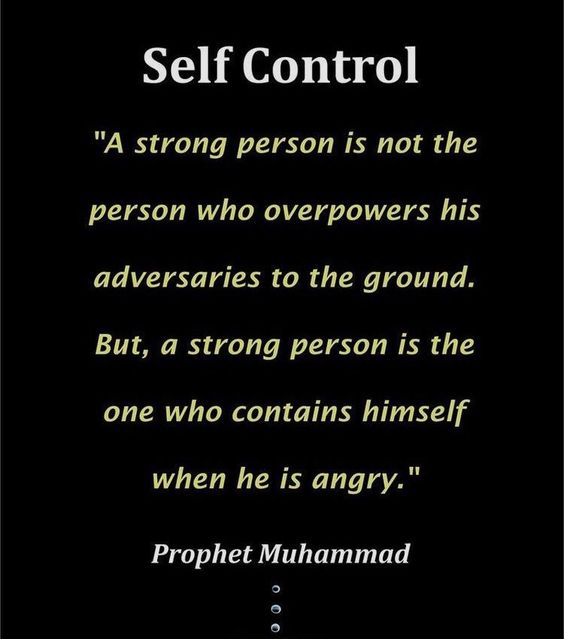 Self Control
"A strong person is not the
person who overpowers his
adversaries to the ground.
But, a strong person is the
one who contains himself
when he is angry."
Prophet Muhammad